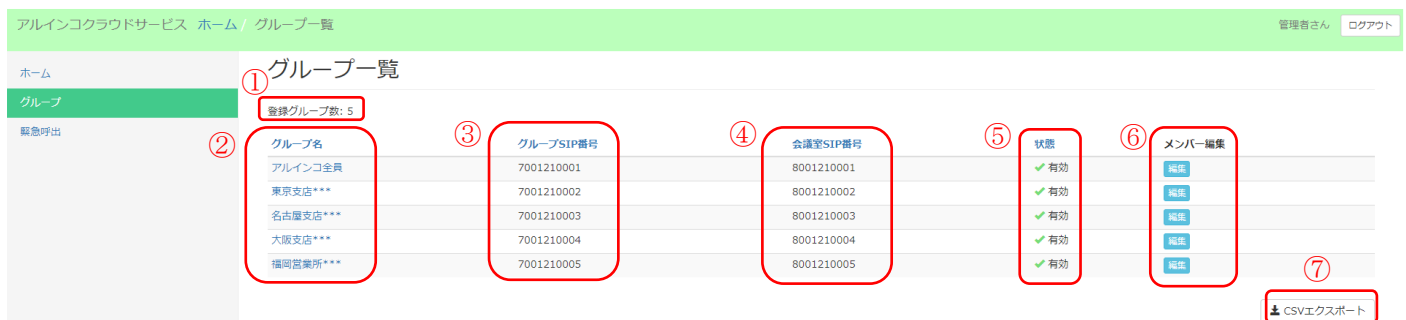 アルインコクラウドサービス ホーム / グループ一覧 管理者さん ログアウト
ホーム
グループ
緊急呼出
グループ一覧
①
登録グループ数: 5
② ③ ④ ⑤ ⑥
グループ名 グループSIP番号 会議室SIP番号 状態 メンバー編集
アルインコ全員 7001210001 8001210001 ✔有効 編集
東京支店*** 7001210002 8001210002 ✔有効 編集
名古屋支店*** 7001210003 8001210003 ✔有効 編集
大阪支店*** 7001210004 8001210004 ✔有効 編集
福岡営業所*** 7001210005 8001210005 ✔有効 編集
⑦
CSVエクスポート